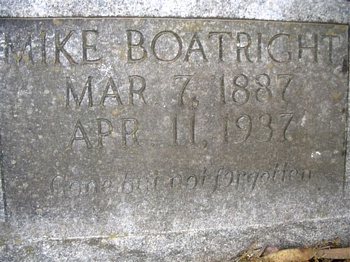 MIKE BOATRIGHT
MAR 7, 1887
APR 11, 1937
Gone but not forgotten